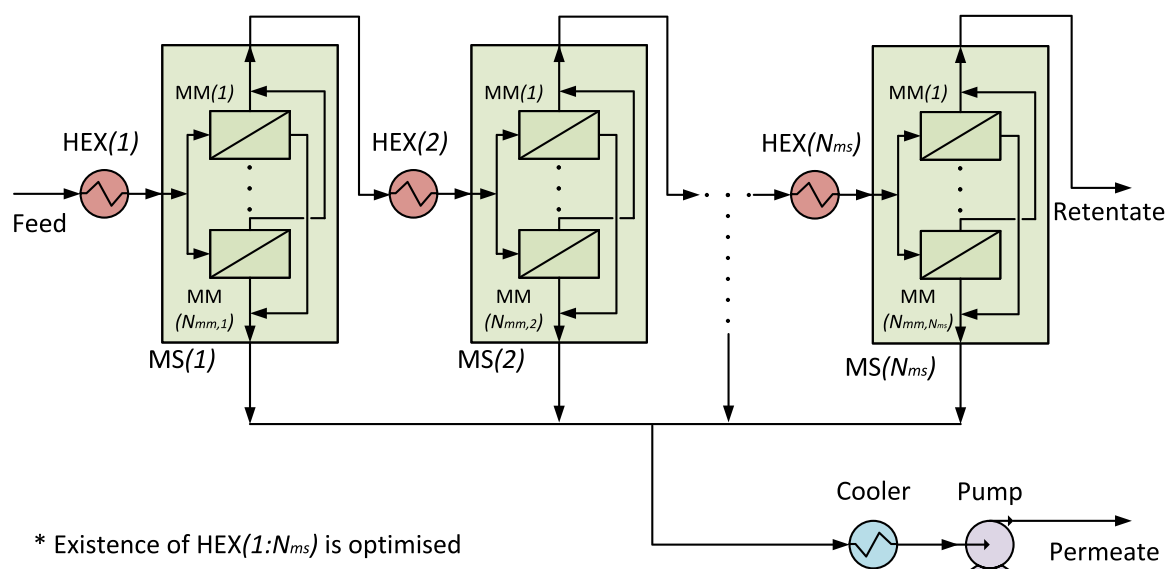 MM(1)
MM(1)
MM(1)
HEX(1)
HEX(2)
HEX(Nms)
Feed
Retentate
MM
(Nmm,1)
MM
(Nmm,2)
MM
(Nmm,Nms)
MS(1)
MS(2)
MS(Nms)
Cooler
Pump
* Existence of HEX(1:Nms) is optimised
Permeate